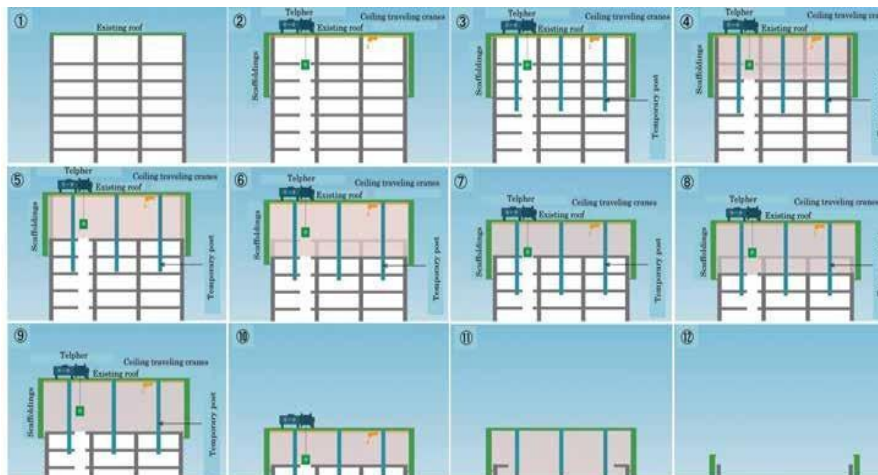 ①
Existing roof
②
Telpher
Ceiling traveling cranes
Existing roof
Scaffoldings
③
Telpher
Ceiling traveling cranes
Existing roof
Scaffoldings
Temporary post
④
Telpher
Ceiling traveling cranes
Existing roof
Scaffoldings
⑤
Telpher
Ceiling traveling cranes
Existing roof
Scaffoldings
Temporary post
⑥
Telpher
Ceiling traveling cranes
Existing roof
Scaffoldings
Temporary post
⑦
Telpher
Ceiling traveling cranes
Existing roof
Scaffoldings
Temporary post
⑧
Telpher
Ceiling traveling cranes
Existing roof
Scaffoldings
⑨
Telpher
Ceiling traveling cranes
Existing roof
Scaffoldings
Temporary post
⑩
⑪
⑫